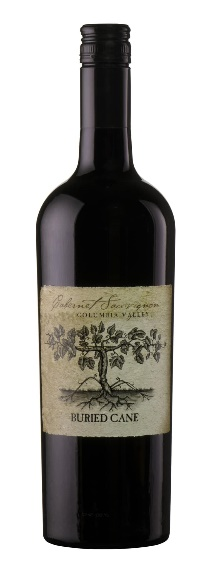 Cabernet Sauvignon
COLUMBIA VALLEY
BURIED CANE